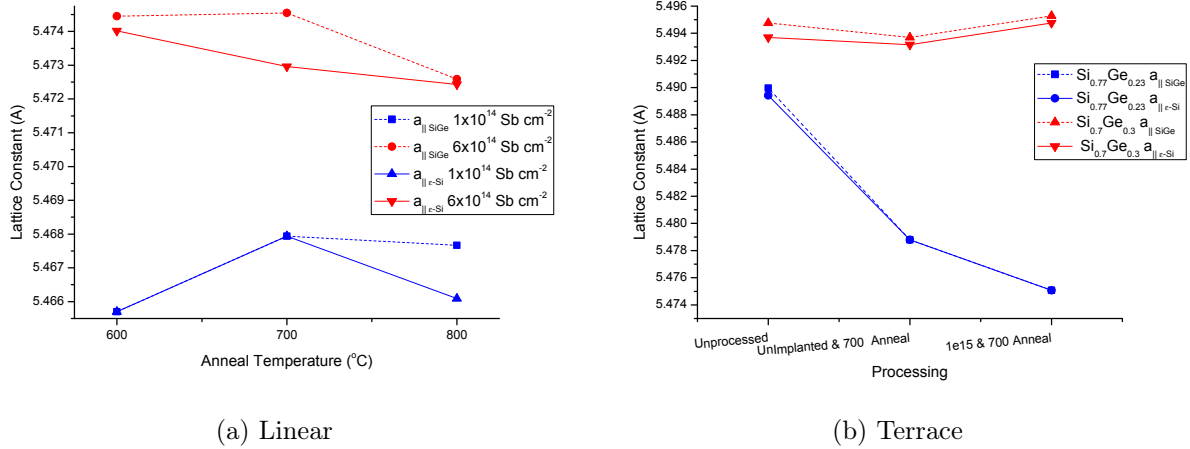 5.474
5.473
5.472
5.471
5.470
5.469
5.468
5.467
5.466
Lattice Constant (A)
600
700
800
Anneal Temperature (°C)
a|| SiGe 1x10^14 Sb cm^-2
a|| SiGe 6x10^14 Sb cm^-2
a|| ε-Si 1x10^14 Sb cm^-2
a|| ε-Si 6x10^14 Sb cm^-2
(a) Linear
5.496
5.494
5.492
5.490
5.488
5.486
5.484
5.482
5.480
5.478
5.476
5.474
Lattice Constant (A)
Si0.77Ge0.23 a|| SiGe
Si0.77Ge0.23 a|| ε-Si
Si0.7Ge0.3 a|| SiGe
Si0.7Ge0.3 a|| ε-Si
Unprocessed
UnImplanted & 700 Anneal
1e15 & 700 Anneal
Processing
(b) Terrace